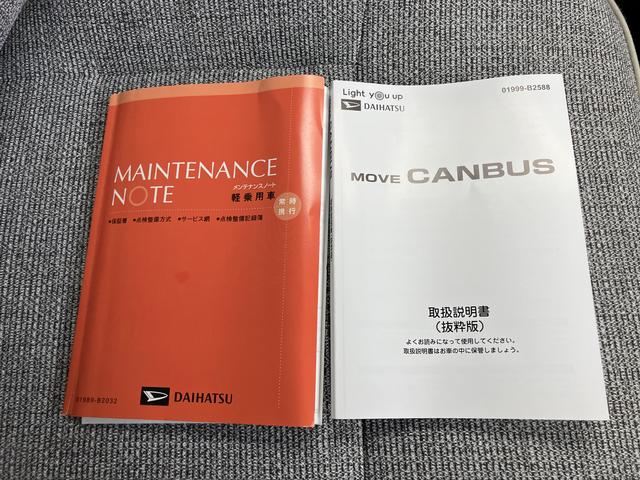 MAINTENANCE
NOTE
メンテナンスノート
軽乗用車
常時
携行
●保証書 ●点検整備方式 ●サービス網 ●点検整備記録簿
01989-B2032
DAIHATSU
Light you up
DAIHATSU
01999-B2588
MOVE CANBUS
取扱説明書
（抜粋版）
よくお読みになって使用してください。
取扱説明書はお車の中に保管しましょう。